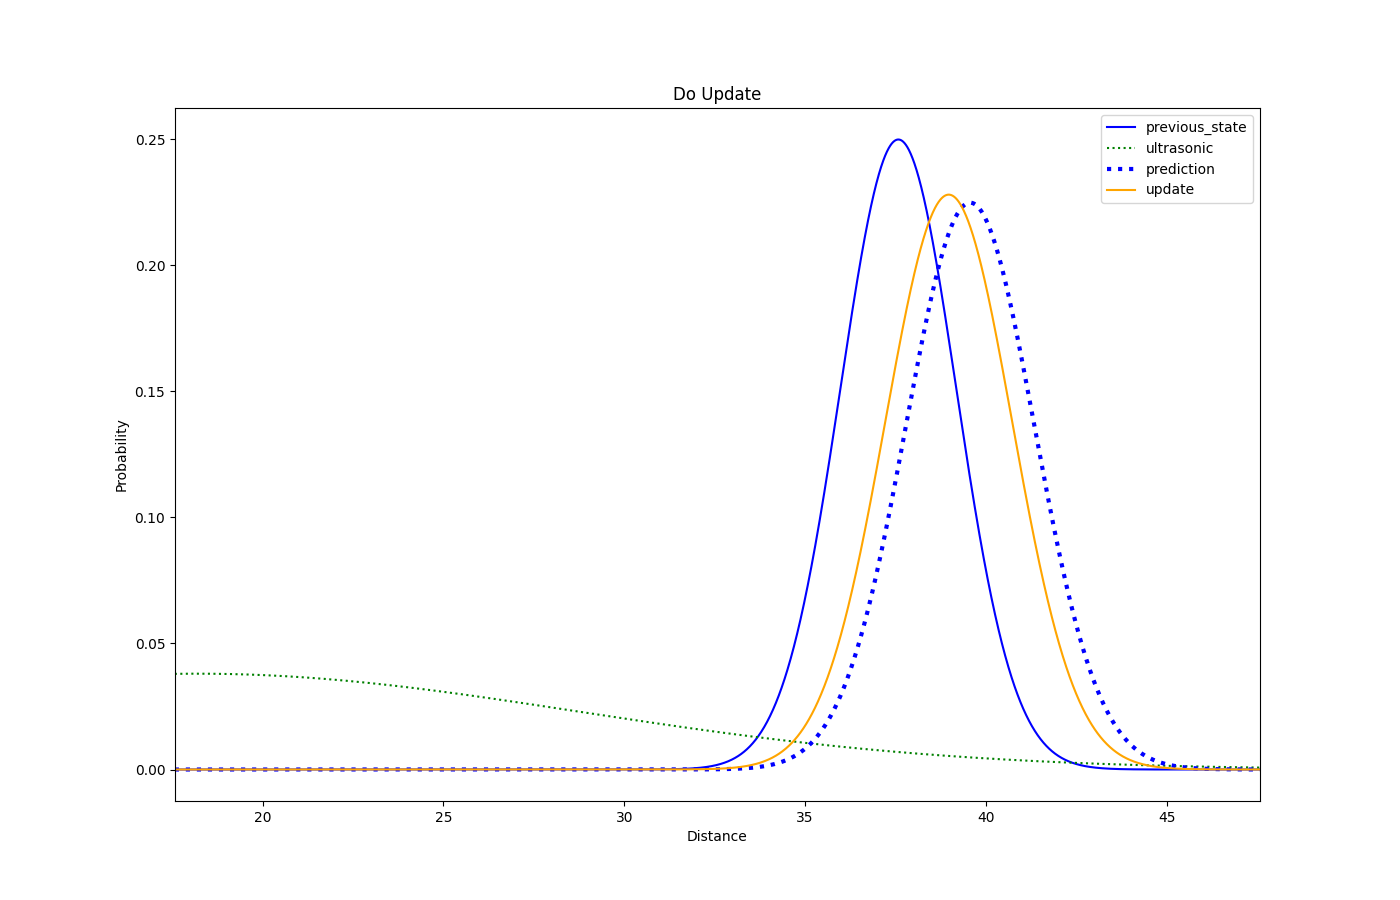 Do Update
previous_state
ultrasonic
prediction
update
0.25
0.20
0.15
0.10
0.05
0.00
Probability
20 25 30 35 40 45
Distance